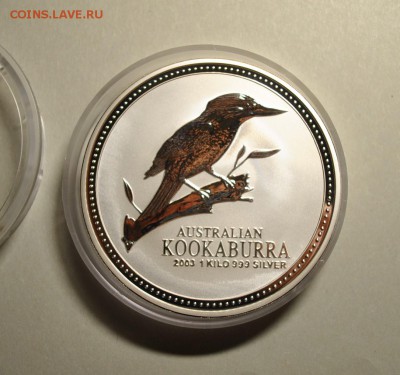 COINS.LAVE.RU
AUSTRALIAN
KOOKABURRA
2003 1 KILO 999 SILVER